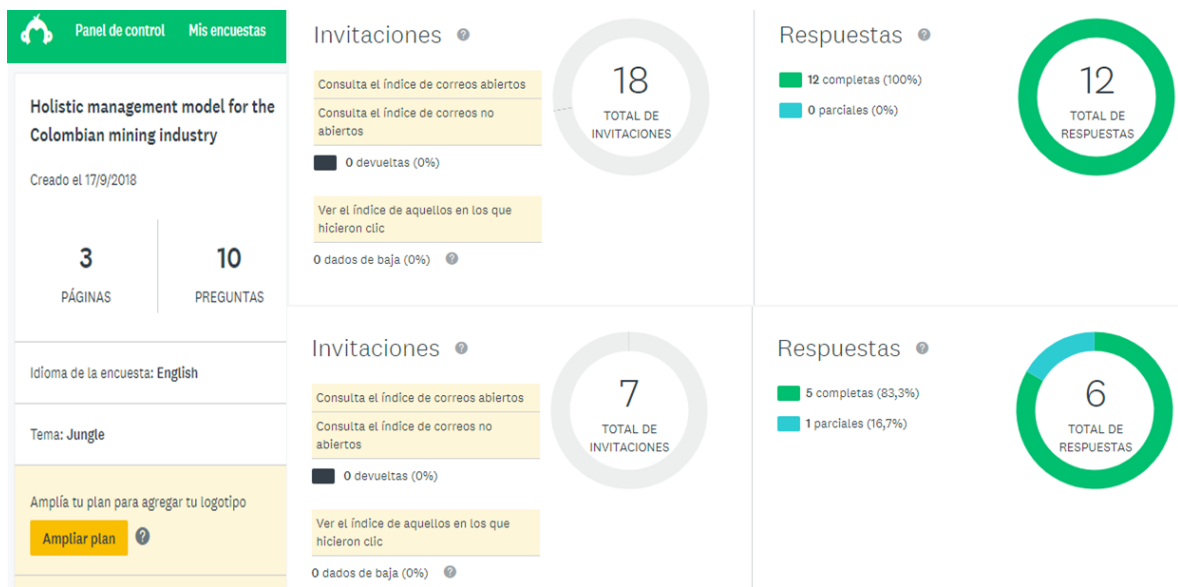 Panel de control Mis encuestas
Holistic management model for the
Colombian mining industry
Creado el 17/9/2018
3 10
PÁGINAS PREGUNTAS
Idioma de la encuesta: English
Tema: Jungle
Amplía tu plan para agregar tu logotipo
Ampliar plan ?
Invitaciones ?
Consulta el índice de correos abiertos
Consulta el índice de correos no
abiertos
0 devueltas (0%)
Ver el índice de aquellos en los que
hicieron clic
0 dados de baja (0%) ?
18
TOTAL DE
INVITACIONES
Respuestas ?
12 completas (100%)
0 parciales (0%)
12
TOTAL DE
RESPUESTAS
Invitaciones ?
Consulta el índice de correos abiertos
Consulta el índice de correos no
abiertos
0 devueltas (0%)
Ver el índice de aquellos en los que
hicieron clic
0 dados de baja (0%) ?
7
TOTAL DE
INVITACIONES
Respuestas ?
5 completas (83,3%)
1 parciales (16,7%)
6
TOTAL DE
RESPUESTAS